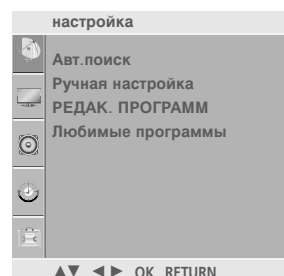 настройка
Авт.поиск
Ручная настройка
РЕДАК. ПРОГРАММ
Любимые программы
▲▼ ◄► OK RETURN